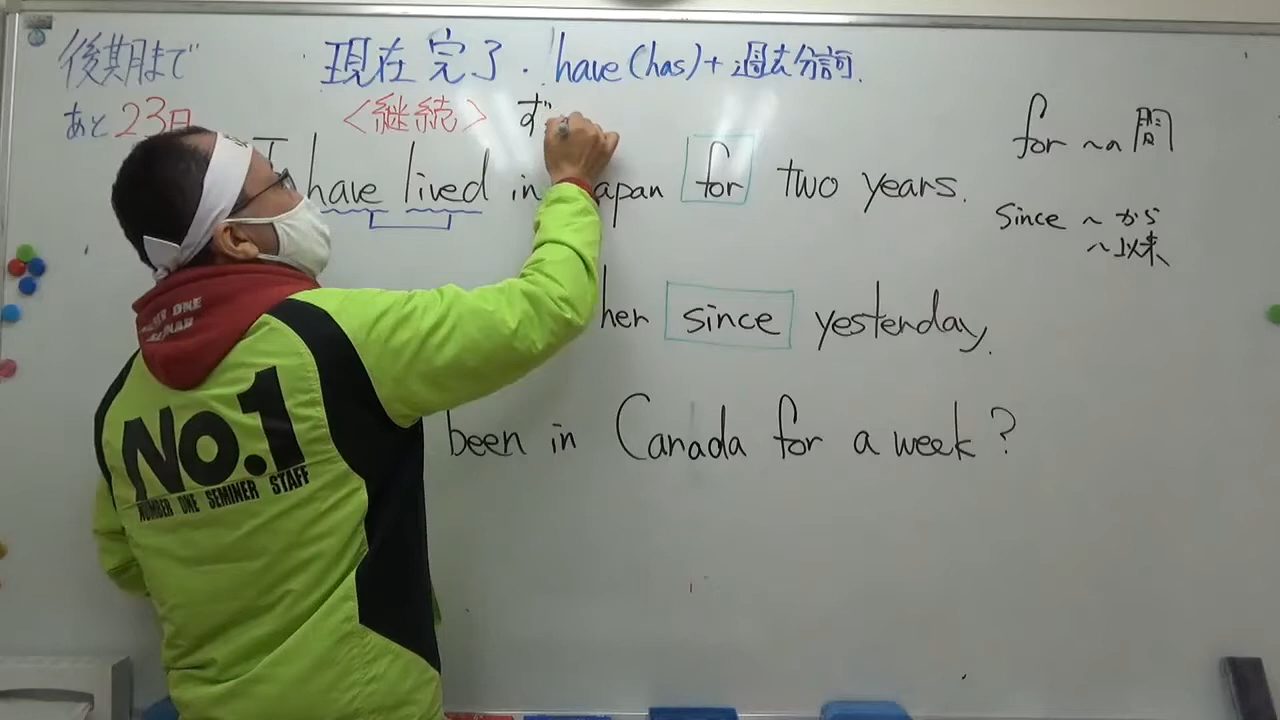 後期まで
あと23日
現在完了. have(has)+過去分詞.
<継続> ず
I have lived in Japan for two years.
for ~の間
since ~から
~以来
her since yesterday.
been in Canada for a week?
No.1
NUMBER ONE SEMINER STAFF